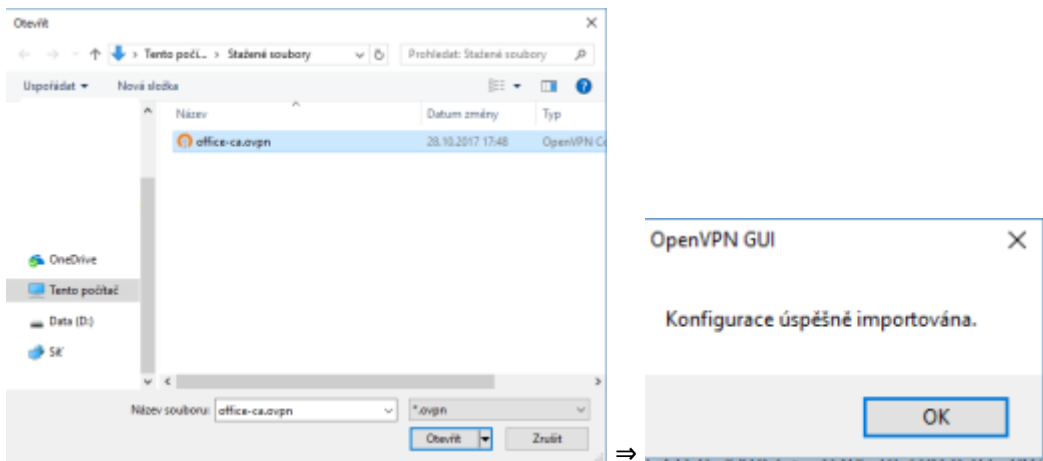 Otevřít
Tento počí... › Stažené soubory
Prohledat: Stažené soubory
Uspořádat
Nová složka
Název
Datum změny
Typ
office-ca.ovpn
28.10.2017 17:48
OpenVPN Co
OneDrive
Tento počítač
Data (D:)
Síť
Název souboru:
office-ca.ovpn
*.ovpn
Otevřít
Zrušit
⇒
OpenVPN GUI
Konfigurace úspěšně importována.
OK